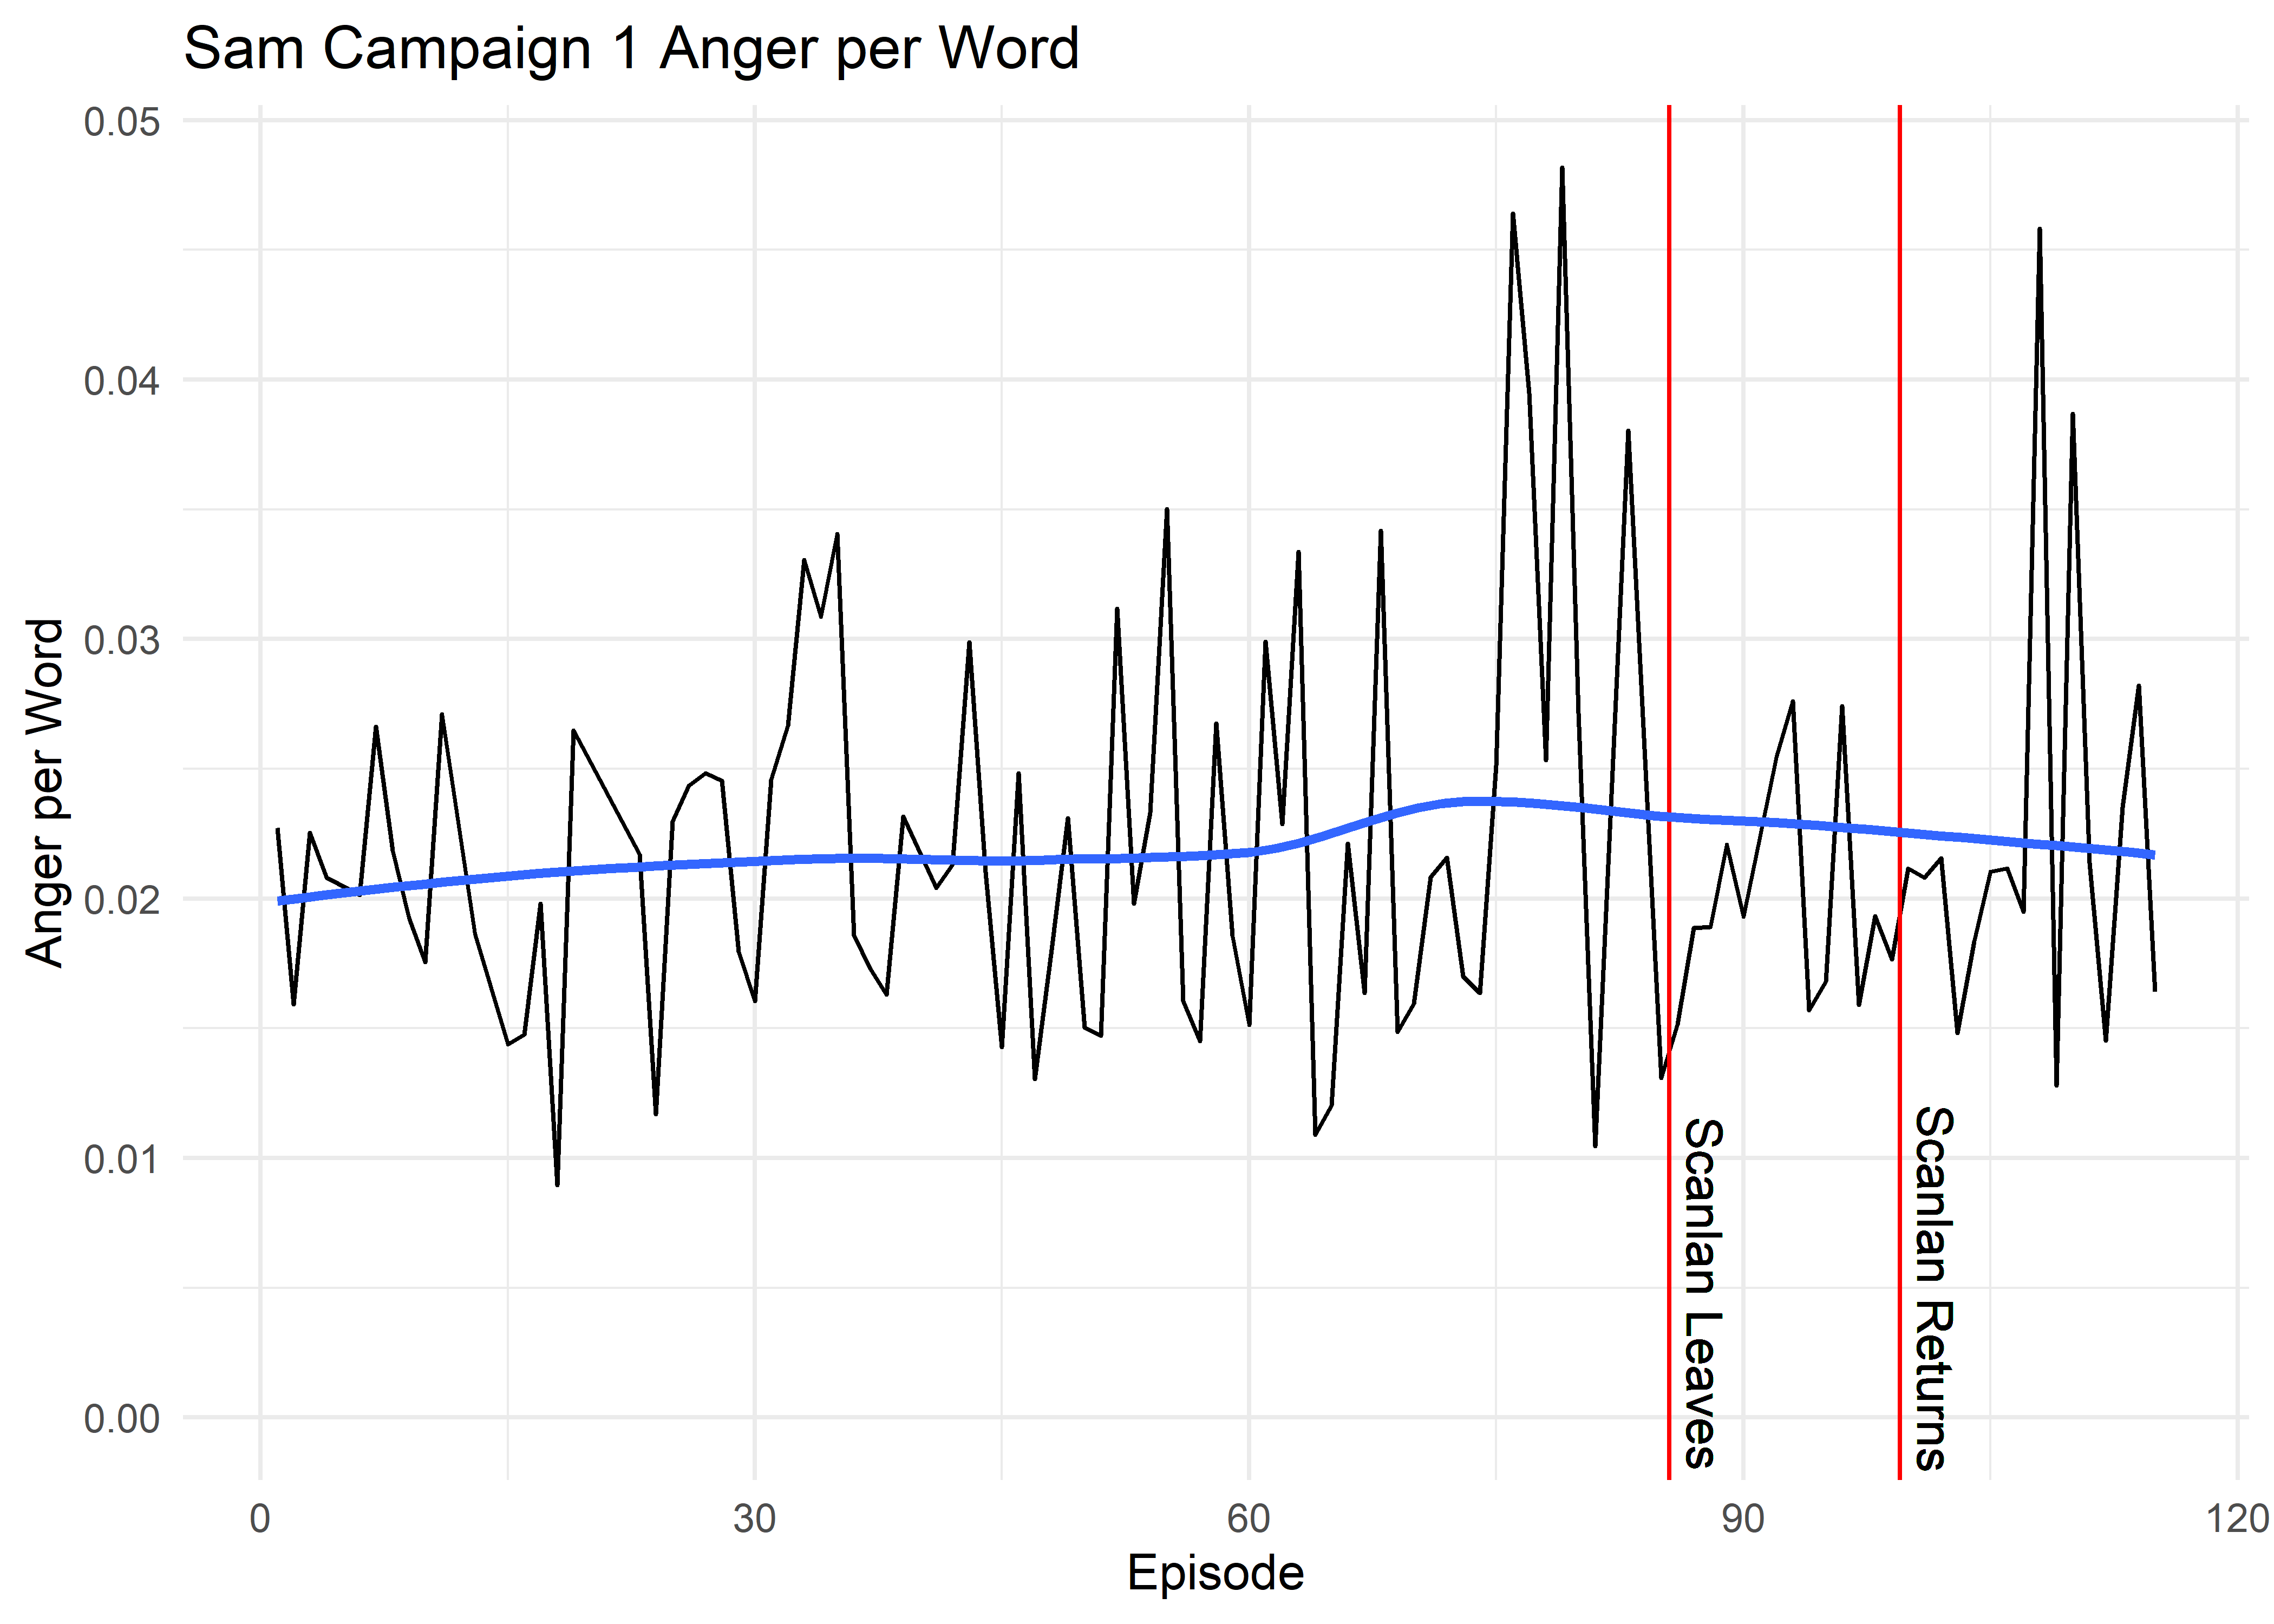 Sam Campaign 1 Anger per Word
Anger per Word
0.05
0.04
0.03
0.02
0.01
0.00
Scanlan Leaves
Scanlan Returns
0
30
60
90
120
Episode